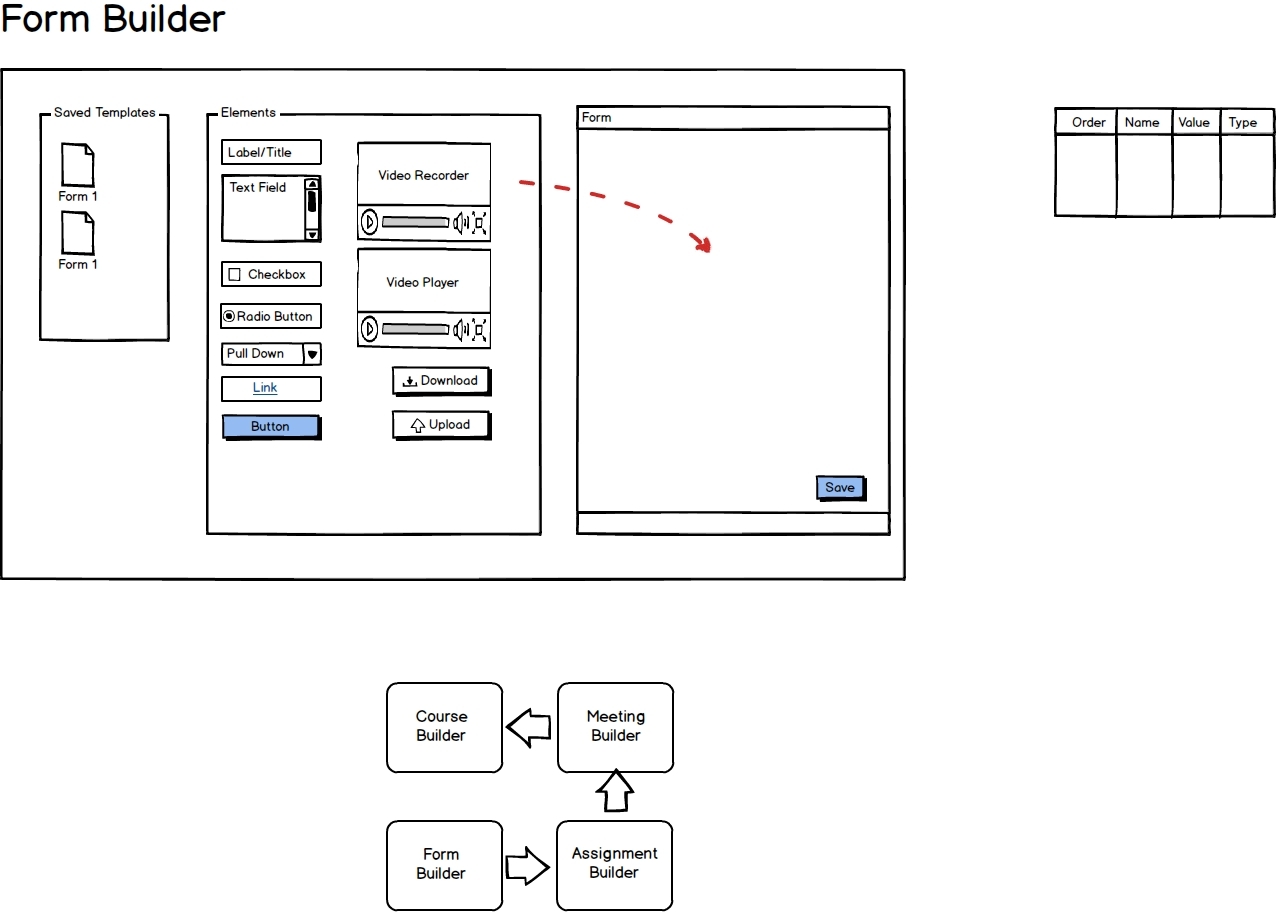 Form Builder
Saved Templates
Form 1
Form 1
Elements
Label/Title
Text Field
Checkbox
Radio Button
Pull Down
Link
Button
Video Recorder
Video Player
Download
Upload
Form
Save
Order Name Value Type
Course
Builder
Meeting
Builder
Form
Builder
Assignment
Builder